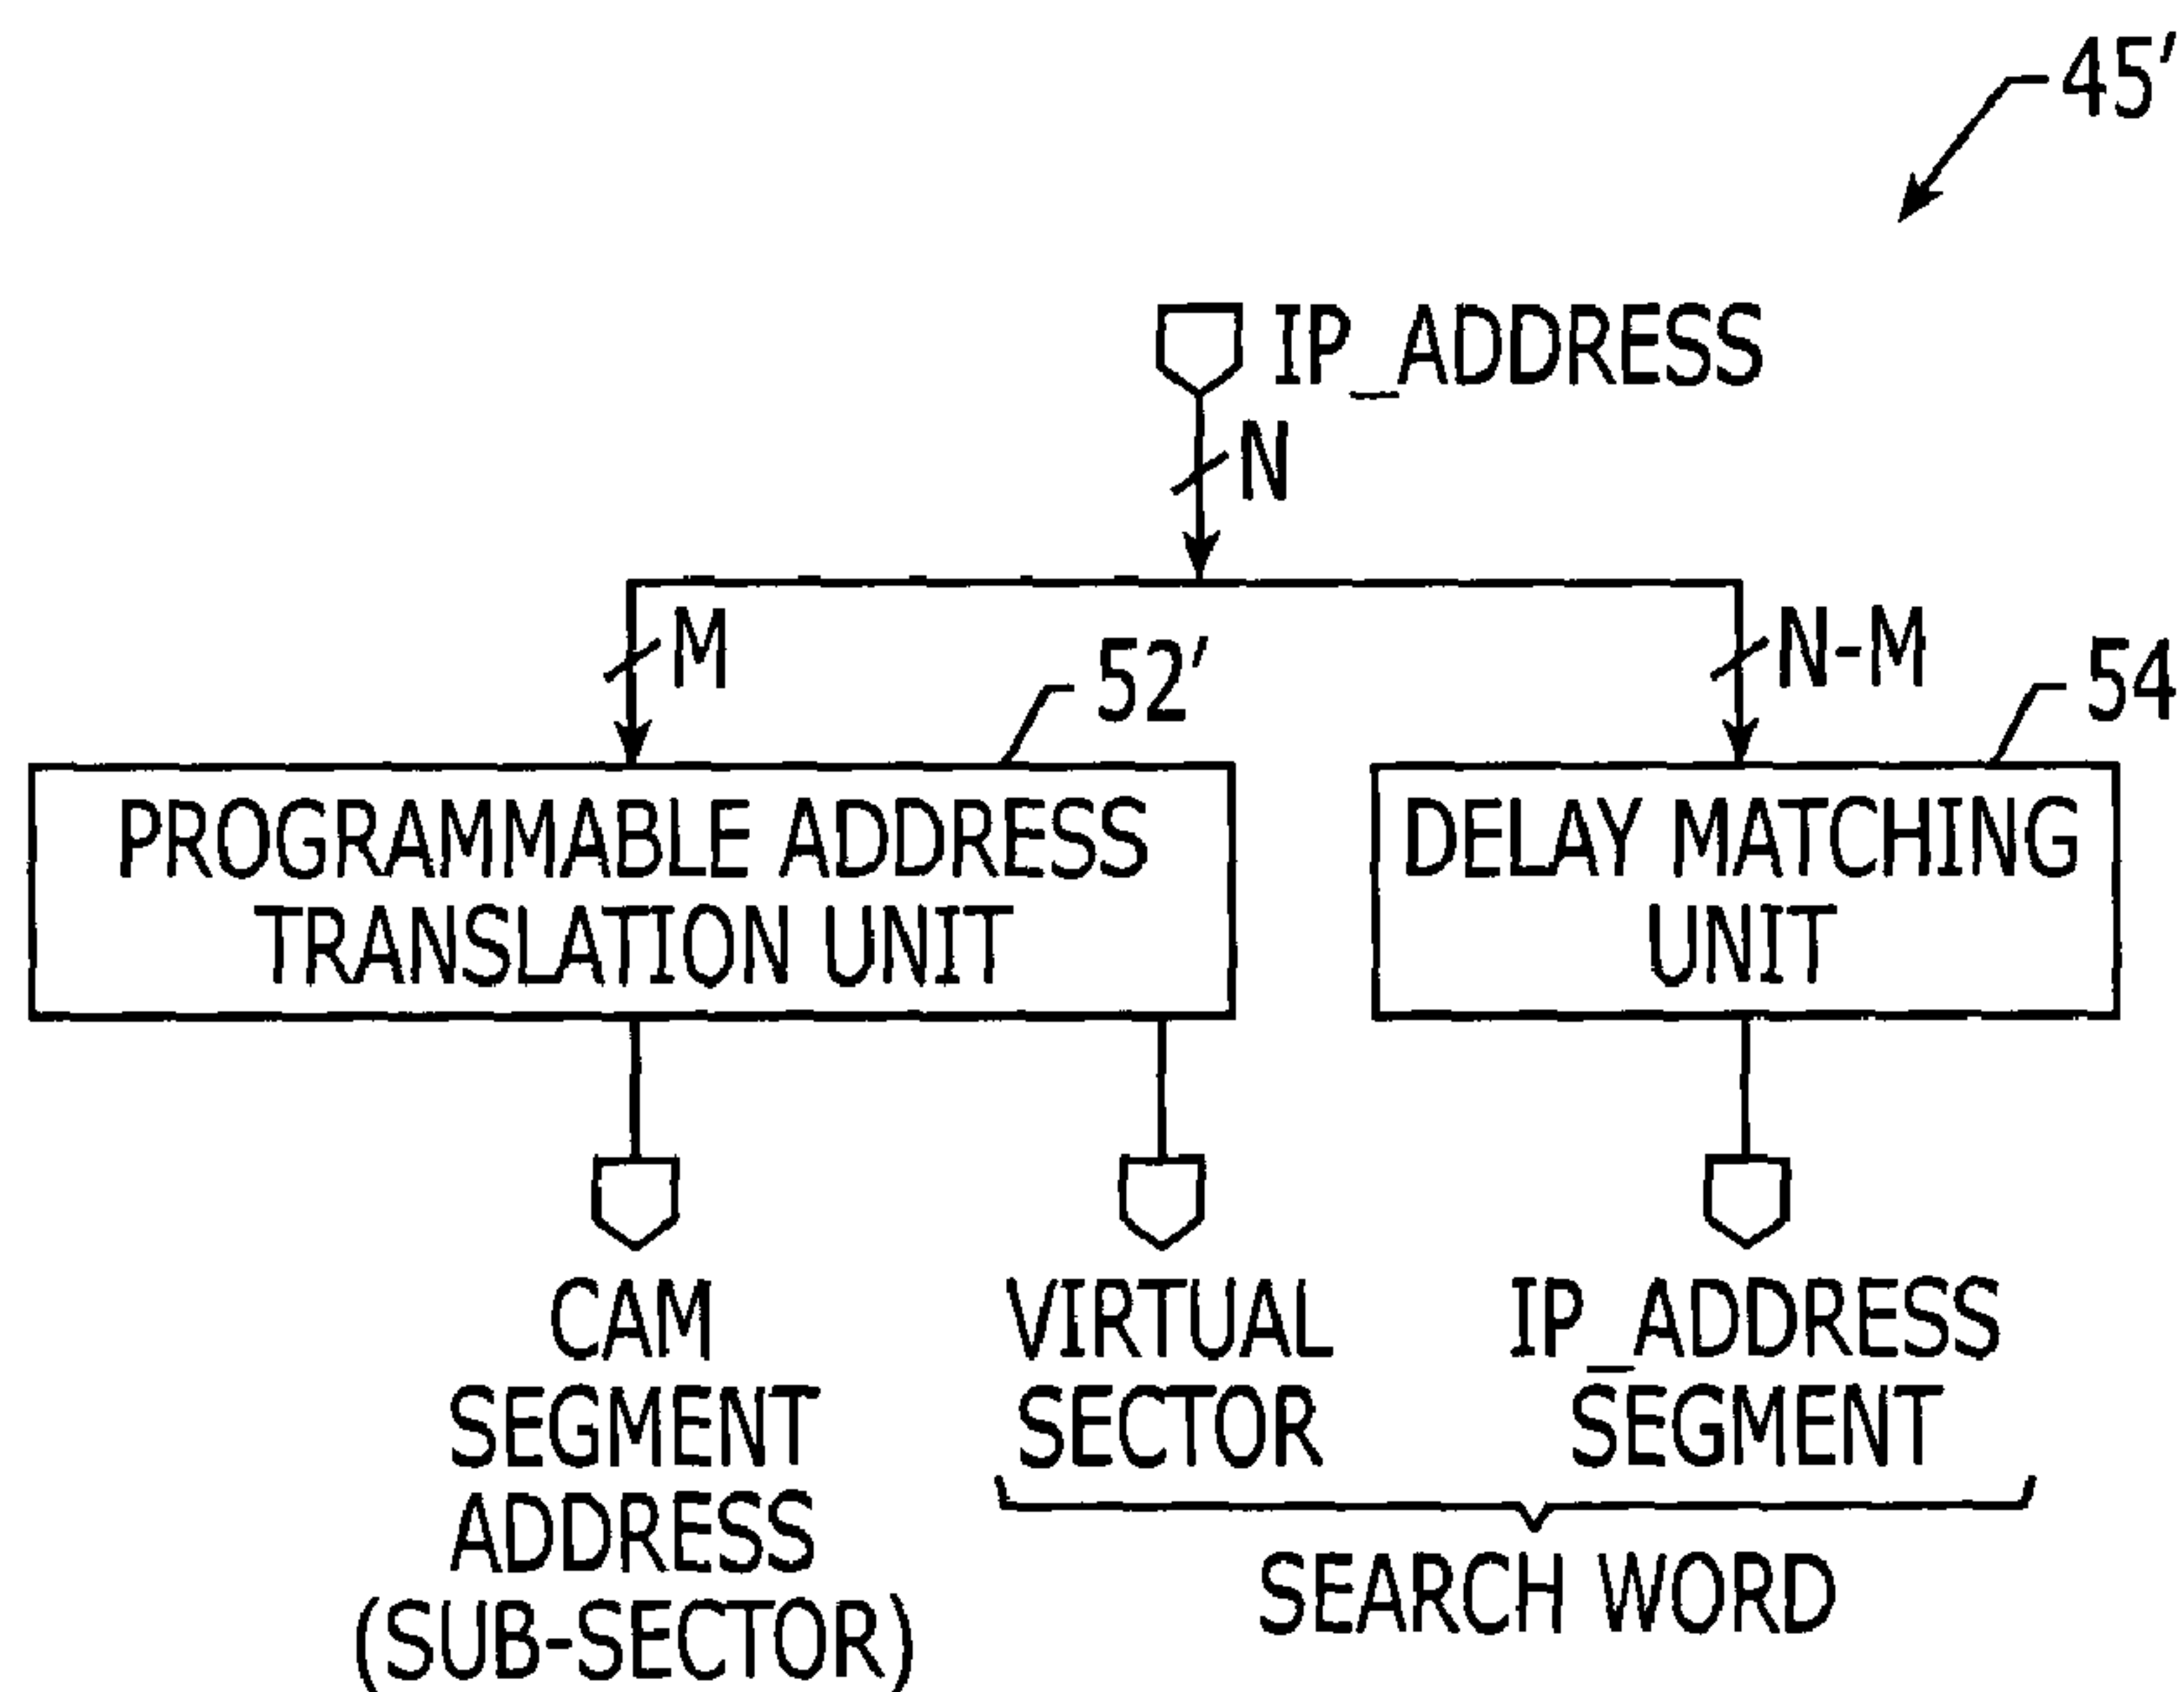 45'
IP_ADDRESS
N
M
N-M
52'
54
PROGRAMMABLE ADDRESS
TRANSLATION UNIT
DELAY MATCHING
UNIT
CAM
SEGMENT
ADDRESS
(SUB-SECTOR)
VIRTUAL
SECTOR
IP_ADDRESS
SEGMENT
SEARCH WORD